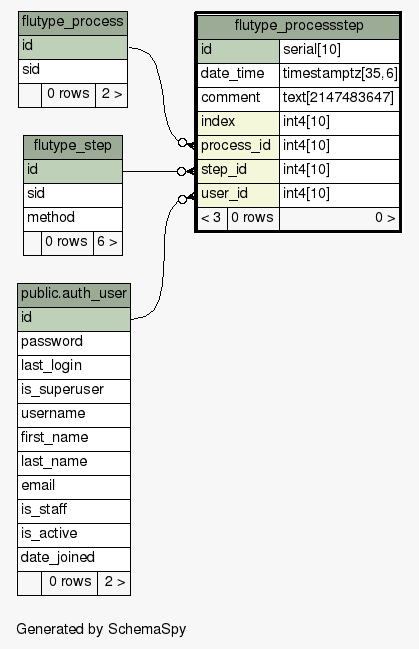 flutype_process
id
sid
0 rows 2 >
flutype_step
id
sid
method
0 rows 6 >
public.auth_user
id
password
last_login
is_superuser
username
first_name
last_name
email
is_staff
is_active
date_joined
0 rows 2 >
flutype_processstep
id serial[10]
date_time timestamptz[35,6]
comment text[2147483647]
index int4[10]
process_id int4[10]
step_id int4[10]
user_id int4[10]
< 3 0 rows 0 >
Generated by SchemaSpy